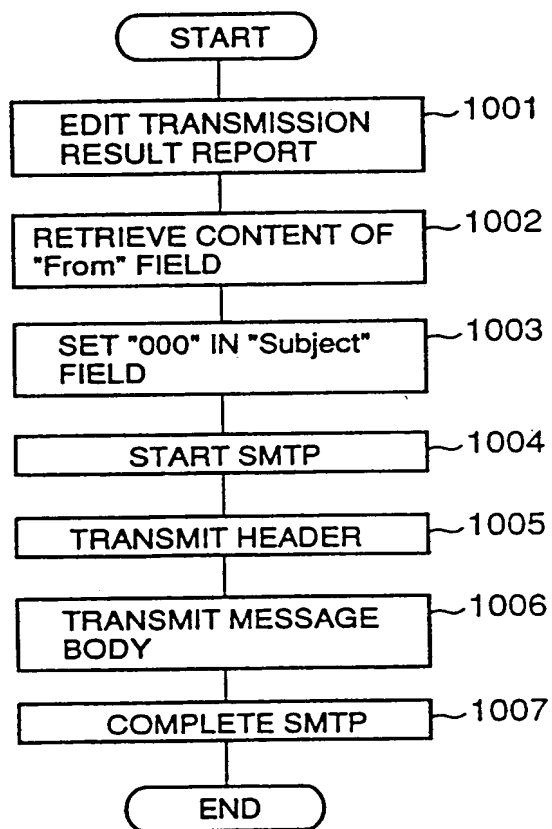 START
EDIT TRANSMISSION
RESULT REPORT
1001
RETRIEVE CONTENT OF
"From" FIELD
1002
SET "000" IN "Subject"
FIELD
1003
START SMTP
1004
TRANSMIT HEADER
1005
TRANSMIT MESSAGE
BODY
1006
COMPLETE SMTP
1007
END